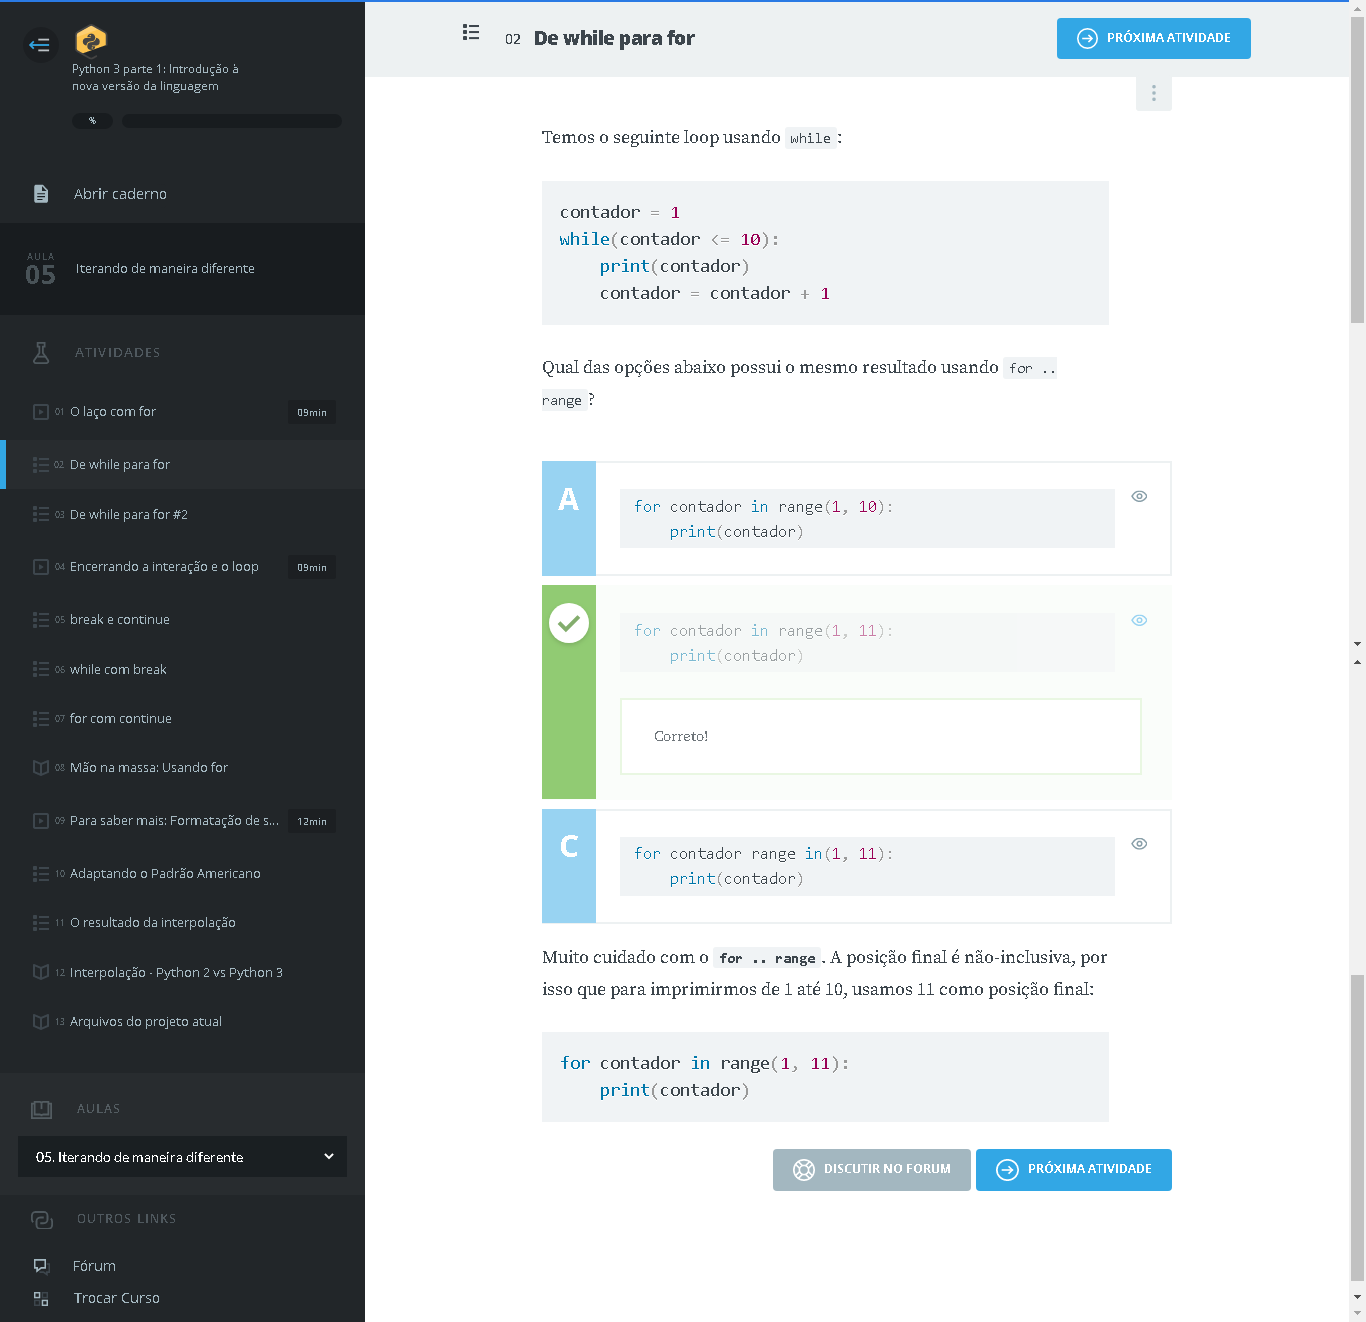 Python 3 parte 1: Introdução à
nova versão da linguagem
%
Abrir caderno
AULA
05
Iterando de maneira diferente
ATIVIDADES
01 O laço com for 09min
02 De while para for
03 De while para for #2
04 Encerrando a interação e o loop 09min
05 break e continue
06 while com break
07 for com continue
08 Mão na massa: Usando for
09 Para saber mais: Formatação de s... 12min
10 Adaptando o Padrão Americano
11 O resultado da interpolação
12 Interpolação - Python 2 vs Python 3
13 Arquivos do projeto atual
AULAS
05. Iterando de maneira diferente
OUTROS LINKS
Fórum
Trocar Curso
02 De while para for
PRÓXIMA ATIVIDADE
Temos o seguinte loop usando while:
contador = 1
while(contador <= 10):
    print(contador)
    contador = contador + 1
Qual das opções abaixo possui o mesmo resultado usando for ..
range?
A
for contador in range(1, 10):
    print(contador)
for contador in range(1, 11):
    print(contador)
Correto!
C
for contador range in(1, 11):
    print(contador)
Muito cuidado com o for .. range. A posição final é não-inclusiva, por
isso que para imprimirmos de 1 até 10, usamos 11 como posição final:
for contador in range(1, 11):
    print(contador)
DISCUTIR NO FORUM
PRÓXIMA ATIVIDADE